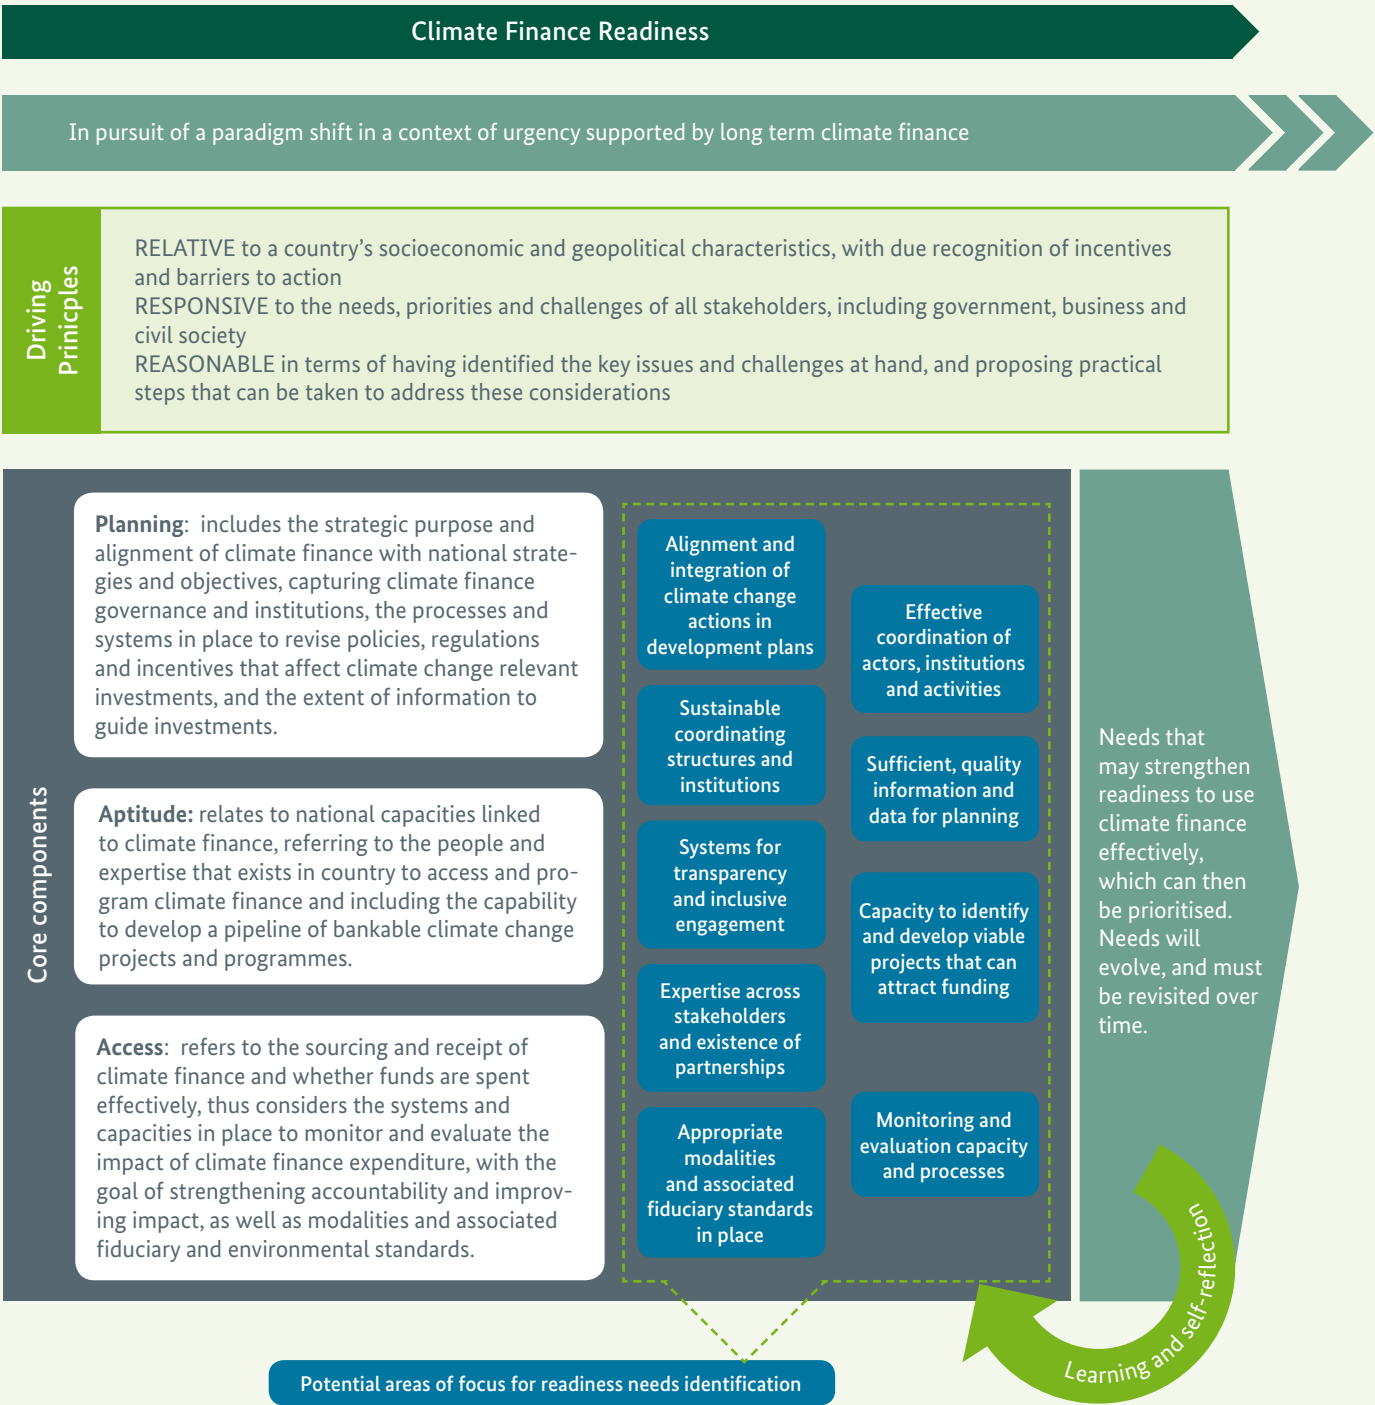 Climate Finance Readiness
In pursuit of a paradigm shift in a context of urgency supported by long term climate finance
Driving
Prinicples
RELATIVE to a country’s socioeconomic and geopolitical characteristics, with due recognition of incentives
and barriers to action
RESPONSIVE to the needs, priorities and challenges of all stakeholders, including government, business and
civil society
REASONABLE in terms of having identified the key issues and challenges at hand, and proposing practical
steps that can be taken to address these considerations
Core components
Planning: includes the strategic purpose and
alignment of climate finance with national strate-
gies and objectives, capturing climate finance
governance and institutions, the processes and
systems in place to revise policies, regulations
and incentives that affect climate change relevant
investments, and the extent of information to
guide investments.
Aptitude: relates to national capacities linked
to climate finance, referring to the people and
expertise that exists in country to access and pro-
gram climate finance and including the capability
to develop a pipeline of bankable climate change
projects and programmes.
Access: refers to the sourcing and receipt of
climate finance and whether funds are spent
effectively, thus considers the systems and
capacities in place to monitor and evaluate the
impact of climate finance expenditure, with the
goal of strengthening accountability and improv-
ing impact, as well as modalities and associated
fiduciary and environmental standards.
Alignment and
integration of
climate change
actions in
development plans
Sustainable
coordinating
structures and
institutions
Systems for
transparency
and inclusive
engagement
Expertise across
stakeholders
and existence of
partnerships
Appropriate
modalities
and associated
fiduciary standards
in place
Effective
coordination of
actors, institutions
and activities
Sufficient, quality
information and
data for planning
Capacity to identify
and develop viable
projects that can
attract funding
Monitoring and
evaluation capacity
and processes
Needs that
may strengthen
readiness to use
climate finance
effectively,
which can then
be prioritised.
Needs will
evolve, and must
be revisited over
time.
Learning and self-reflection
Potential areas of focus for readiness needs identification